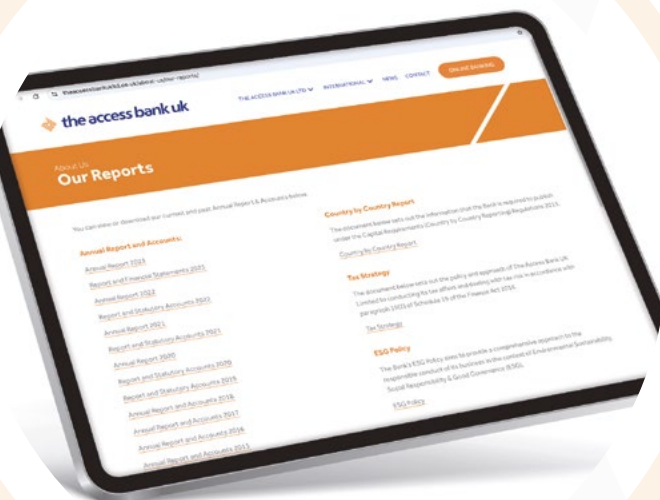 theaccessbankukltd.co.uk/about-us/our-reports/
the access bank uk
THE ACCESS BANK UK LTD
INTERNATIONAL
NEWS
CONTACT
ONLINE BANKING
About Us
Our Reports
You can view or download our current and past Annual Report & Accounts below.
Annual Report and Accounts:
Annual Report 2023
Report and Financial Statements 2023
Annual Report 2022
Report and Statutory Accounts 2022
Annual Report 2021
Report and Statutory Accounts 2021
Annual Report 2020
Report and Statutory Accounts 2020
Report and Statutory Accounts 2019
Annual Report and Accounts 2018
Annual Report and Accounts 2017
Annual Report and Accounts 2016
Annual Report and Accounts 2015
Country by Country Report
The document below sets out the information that the Bank is required to publish
under the Capital Requirements (Country by Country Reporting) Regulations 2013.
Country by Country Report
Tax Strategy
The document below sets out the policy and approach of The Access Bank UK
Limited to conducting its tax affairs and dealing with tax risk in accordance with
paragraph 16(2) of Schedule 19 of the Finance Act 2016.
Tax Strategy
ESG Policy
The Bank's ESG Policy aims to provide a comprehensive approach to the
responsible conduct of its business in the context of Environmental Sustainability,
Social Responsibility & Good Governance (ESG).
ESG Policy